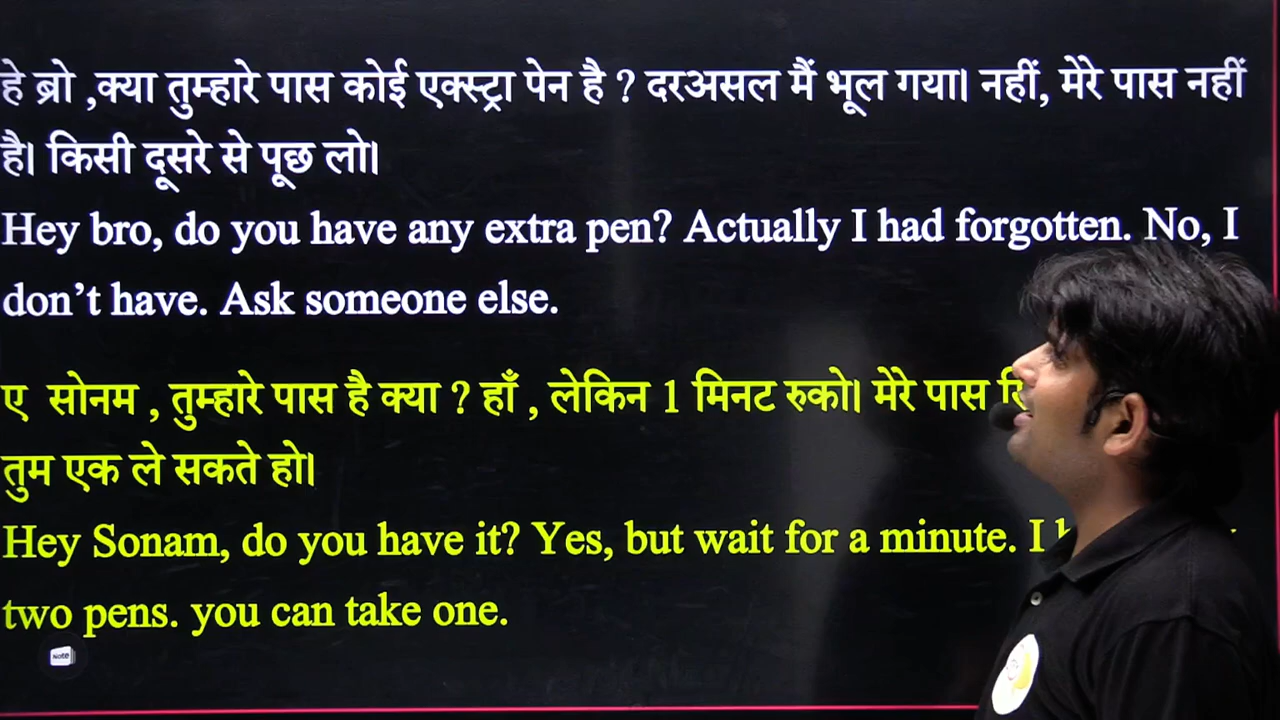 हे ब्रो ,क्या तुम्हारे पास कोई एक्स्ट्रा पेन है ? दरअसल मैं भूल गया। नहीं, मेरे पास नहीं
है। किसी दूसरे से पूछ लो।
Hey bro, do you have any extra pen? Actually I had forgotten. No, I
don’t have. Ask someone else.
ए सोनम , तुम्हारे पास है क्या ? हाँ , लेकिन 1 मिनट रुको। मेरे पास
तुम एक ले सकते हो।
Hey Sonam, do you have it? Yes, but wait for a minute. I
two pens. you can take one.
Note